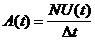 A(t) = NU(t) / Δt